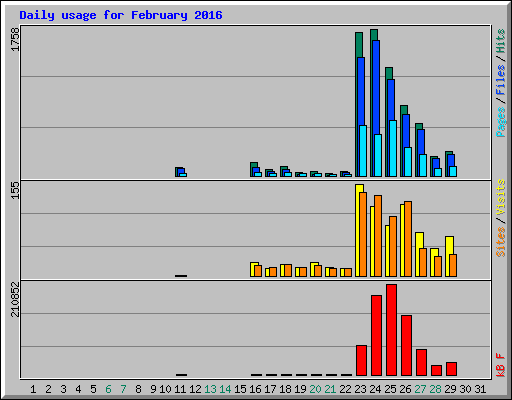 Daily usage for February 2016
1758
Pages / Files / Hits
155
Sites / Visits
210852
kB F
1 2 3 4 5 6 7 8 9 10 11 12 13 14 15 16 17 18 19 20 21 22 23 24 25 26 27 28 29 30 31